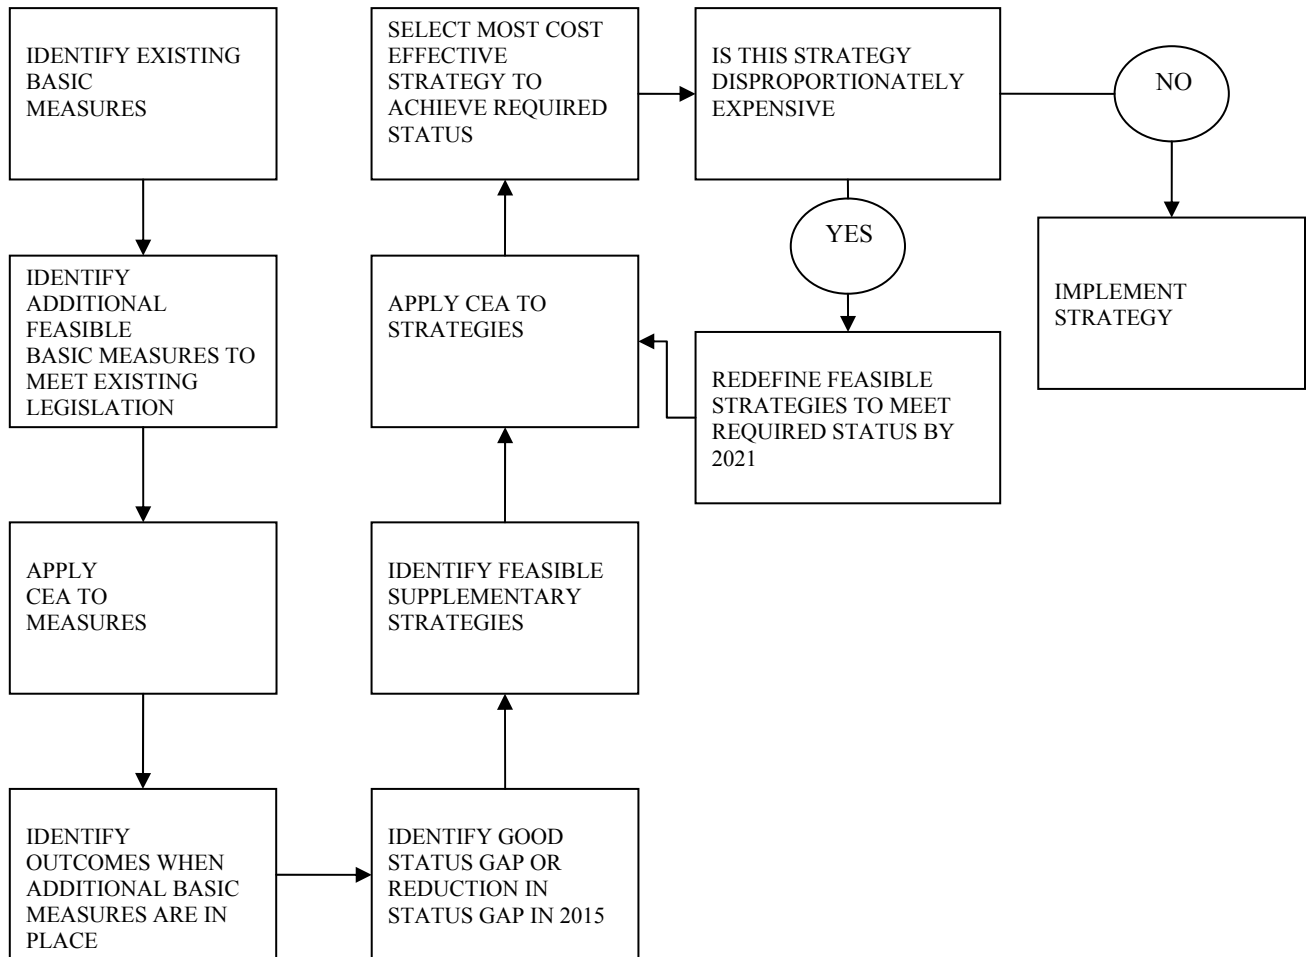 IDENTIFY EXISTING
BASIC
MEASURES
IDENTIFY
ADDITIONAL
FEASIBLE
BASIC MEASURES TO
MEET EXISTING
LEGISLATION
APPLY
CEA TO
MEASURES
IDENTIFY
OUTCOMES WHEN
ADDITIONAL BASIC
MEASURES ARE IN
PLACE
IDENTIFY GOOD
STATUS GAP OR
REDUCTION IN
STATUS GAP IN 2015
IDENTIFY FEASIBLE
SUPPLEMENTARY
STRATEGIES
APPLY CEA TO
STRATEGIES
SELECT MOST COST
EFFECTIVE
STRATEGY TO
ACHIEVE REQUIRED
STATUS
IS THIS STRATEGY
DISPROPORTIONATELY
EXPENSIVE
YES
REDEFINE FEASIBLE
STRATEGIES TO MEET
REQUIRED STATUS BY
2021
NO
IMPLEMENT
STRATEGY